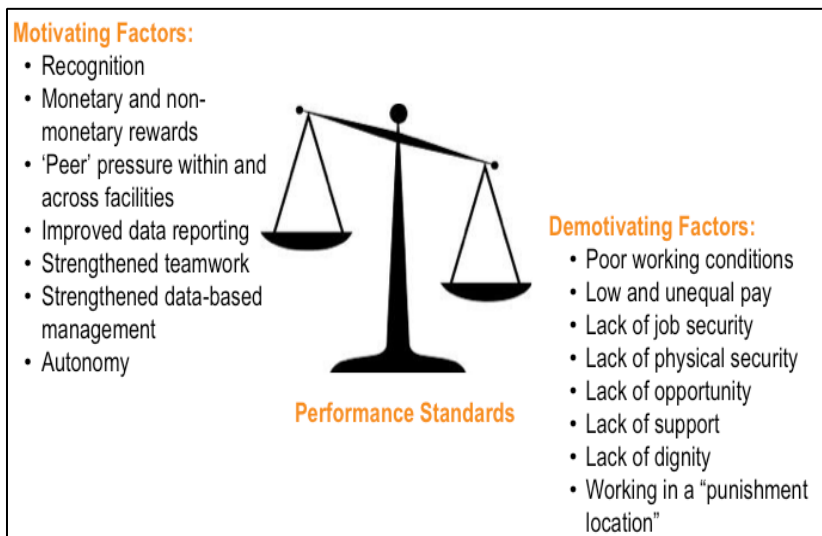 Motivating Factors:
• Recognition
• Monetary and non-
monetary rewards
• ‘Peer’ pressure within and
across facilities
• Improved data reporting
• Strengthened teamwork
• Strengthened data-based
management
• Autonomy
Performance Standards
Demotivating Factors:
• Poor working conditions
• Low and unequal pay
• Lack of job security
• Lack of physical security
• Lack of opportunity
• Lack of support
• Lack of dignity
• Working in a “punishment
location”